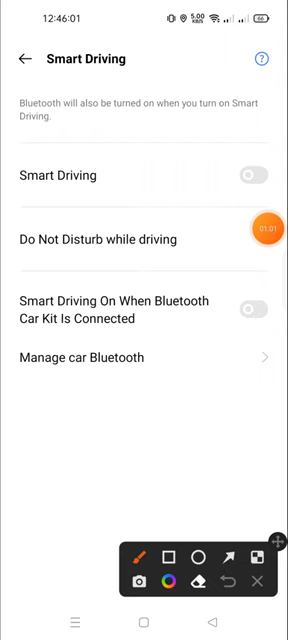 12:46:01
5.00
KB/S
66
Smart Driving
?
Bluetooth will also be turned on when you turn on Smart
Driving.
Smart Driving
01:01
Do Not Disturb while driving
Smart Driving On When Bluetooth
Car Kit Is Connected
Manage car Bluetooth